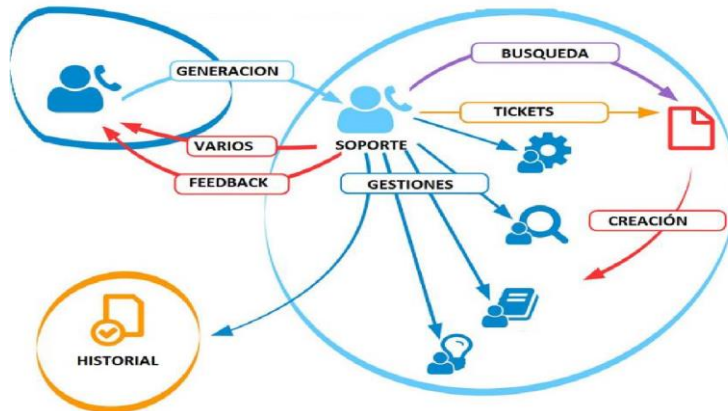 BUSQUEDA
GENERACION
TICKETS
VARIOS
SOPORTE
FEEDBACK
GESTIONES
CREACIÓN
HISTORIAL